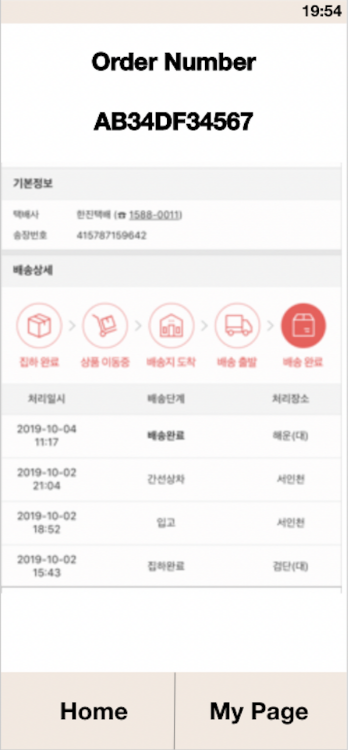 19:54
Order Number
AB34DF34567
기본정보
택배사 한진택배 (☎ 1588-0011)
송장번호 415787159642
배송상세
집하 완료 상품 이동중 배송지 도착 배송 출발 배송 완료
처리일시 배송단계 처리장소
2019-10-04
11:17 배송완료 해운(대)
2019-10-02
21:04 간선상차 서인천
2019-10-02
18:52 입고 서인천
2019-10-02
15:43 집하완료 검단(대)
Home My Page